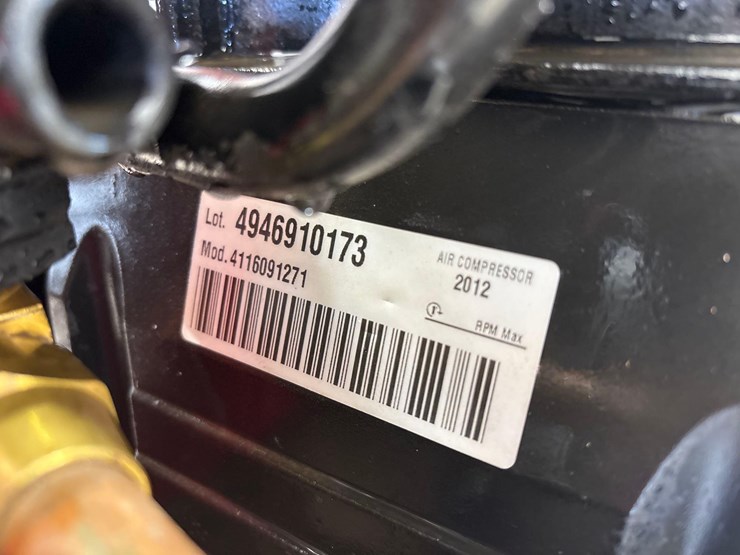 Lot. 4946910173
Mod. 4116091271
AIR COMPRESSOR
2012
RPM Max